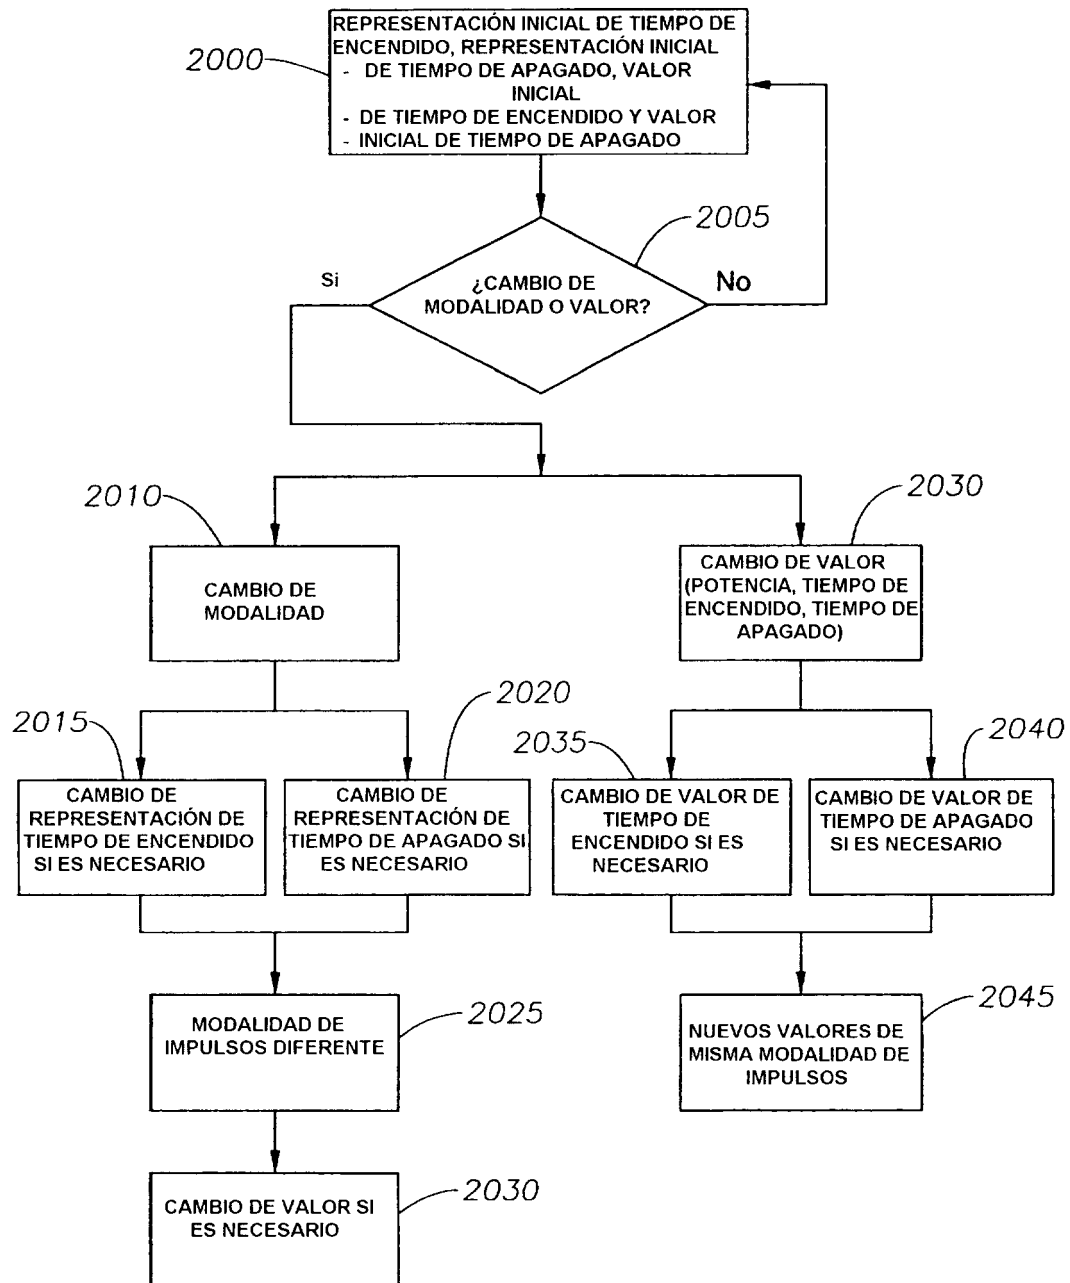 REPRESENTACIÓN INICIAL DE TIEMPO DE
ENCENDIDO, REPRESENTACIÓN INICIAL
- DE TIEMPO DE APAGADO, VALOR
INICIAL
- DE TIEMPO DE ENCENDIDO Y VALOR
- INICIAL DE TIEMPO DE APAGADO
2000
2005
¿CAMBIO DE
MODALIDAD O VALOR?
Si
No
2010
CAMBIO DE
MODALIDAD
2030
CAMBIO DE VALOR
(POTENCIA, TIEMPO DE
ENCENDIDO, TIEMPO DE
APAGADO)
2015
CAMBIO DE
REPRESENTACIÓN DE
TIEMPO DE ENCENDIDO
SI ES NECESARIO
2020
CAMBIO DE
REPRESENTACIÓN DE
TIEMPO DE APAGADO SI
ES NECESARIO
2035
CAMBIO DE VALOR DE
TIEMPO DE
ENCENDIDO SI ES
NECESARIO
2040
CAMBIO DE VALOR DE
TIEMPO DE APAGADO
SI ES NECESARIO
2025
MODALIDAD DE
IMPULSOS DIFERENTE
2045
NUEVOS VALORES DE
MISMA MODALIDAD DE
IMPULSOS
2030
CAMBIO DE VALOR SI
ES NECESARIO